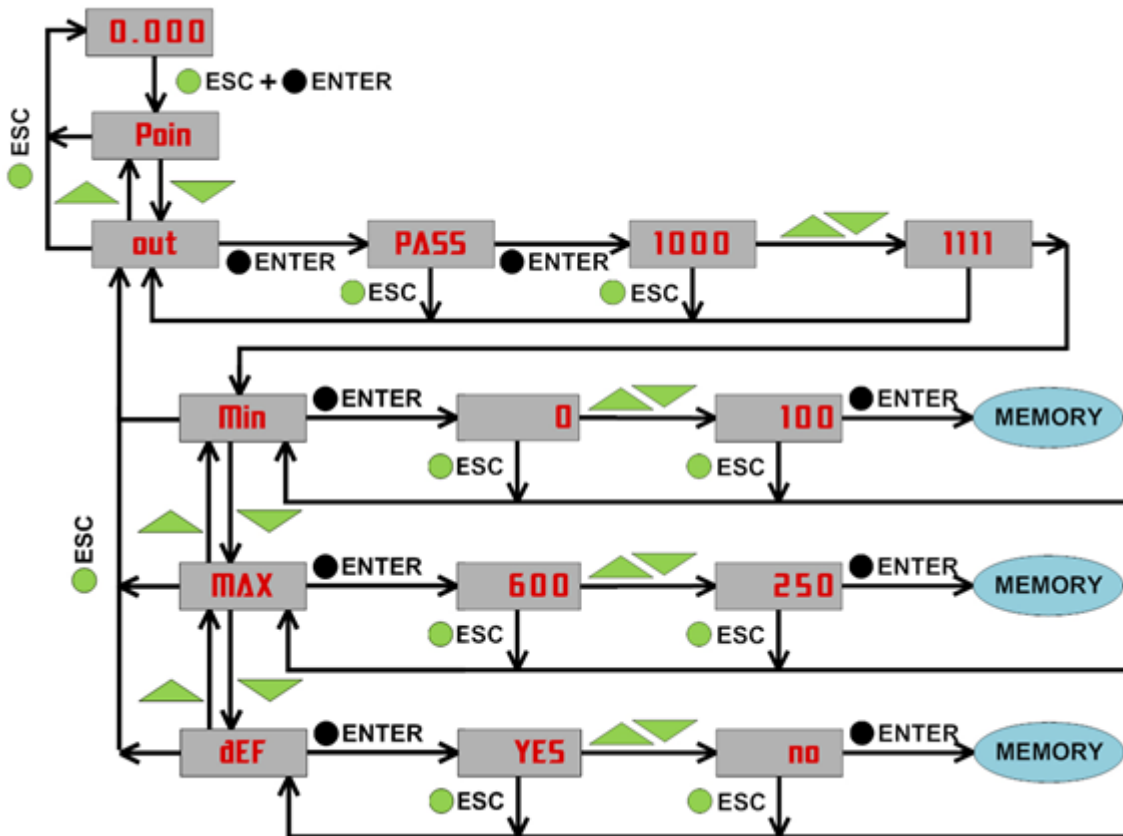 0.000
ESC + ENTER
ESC
Poin
out
ENTER
PASS
ENTER
1000
1111
ESC
ESC
Min
ENTER
0
100
ENTER
MEMORY
ESC
ESC
ESC
MAX
ENTER
600
250
ENTER
MEMORY
ESC
ESC
dEF
ENTER
YES
no
ENTER
MEMORY
ESC
ESC